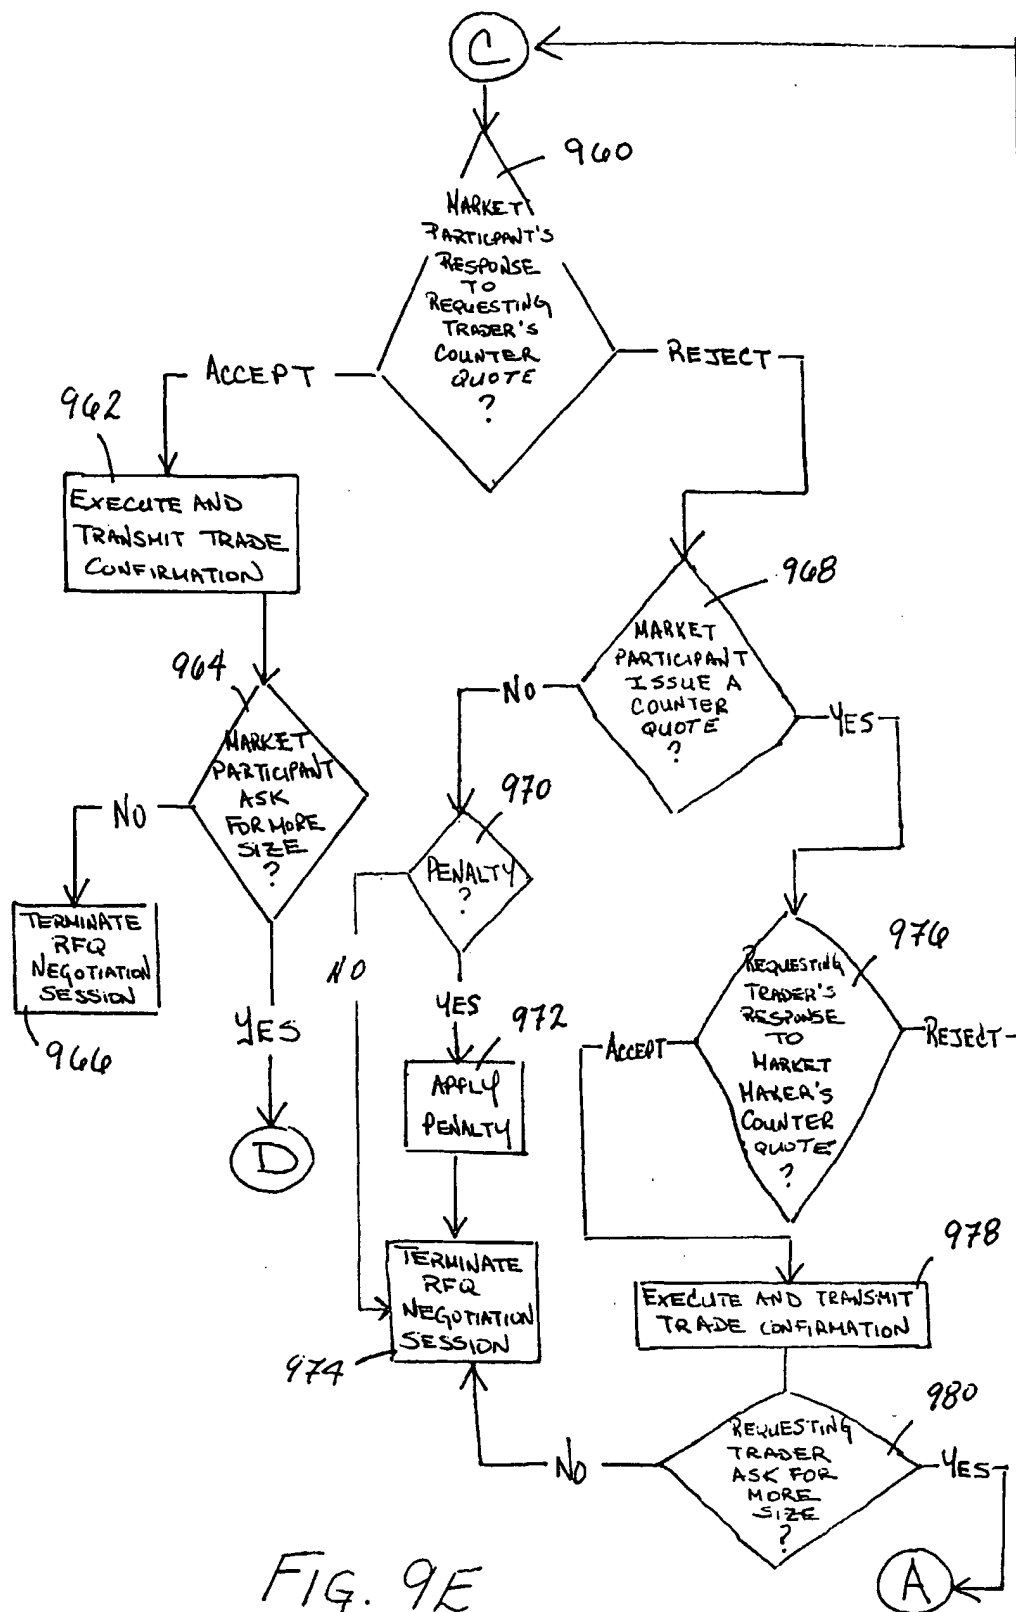 C
960
MARKET
PARTICIPANT'S
RESPONSE
TO
REQUESTING
TRADER'S
COUNTER
QUOTE
?
ACCEPT
REJECT
962
EXECUTE AND
TRANSMIT TRADE
CONFIRMATION
968
MARKET
PARTICIPANT
ISSUE A
COUNTER
QUOTE
?
964
MARKET
PARTICIPANT
ASK
FOR MORE
SIZE
?
NO
YES
NO
970
PENALTY
?
TERMINATE
RFQ
NEGOTIATION
SESSION
966
YES
D
NO
YES
972
APPLY
PENALTY
976
REQUESTING
TRADER'S
RESPONSE
TO
MARKET
MAKER'S
COUNTER
QUOTE
?
ACCEPT
REJECT
TERMINATE
RFQ
NEGOTIATION
SESSION
974
978
EXECUTE AND TRANSMIT
TRADE CONFIRMATION
980
REQUESTING
TRADER
ASK FOR
MORE
SIZE
?
NO
YES
A
FIG. 9E